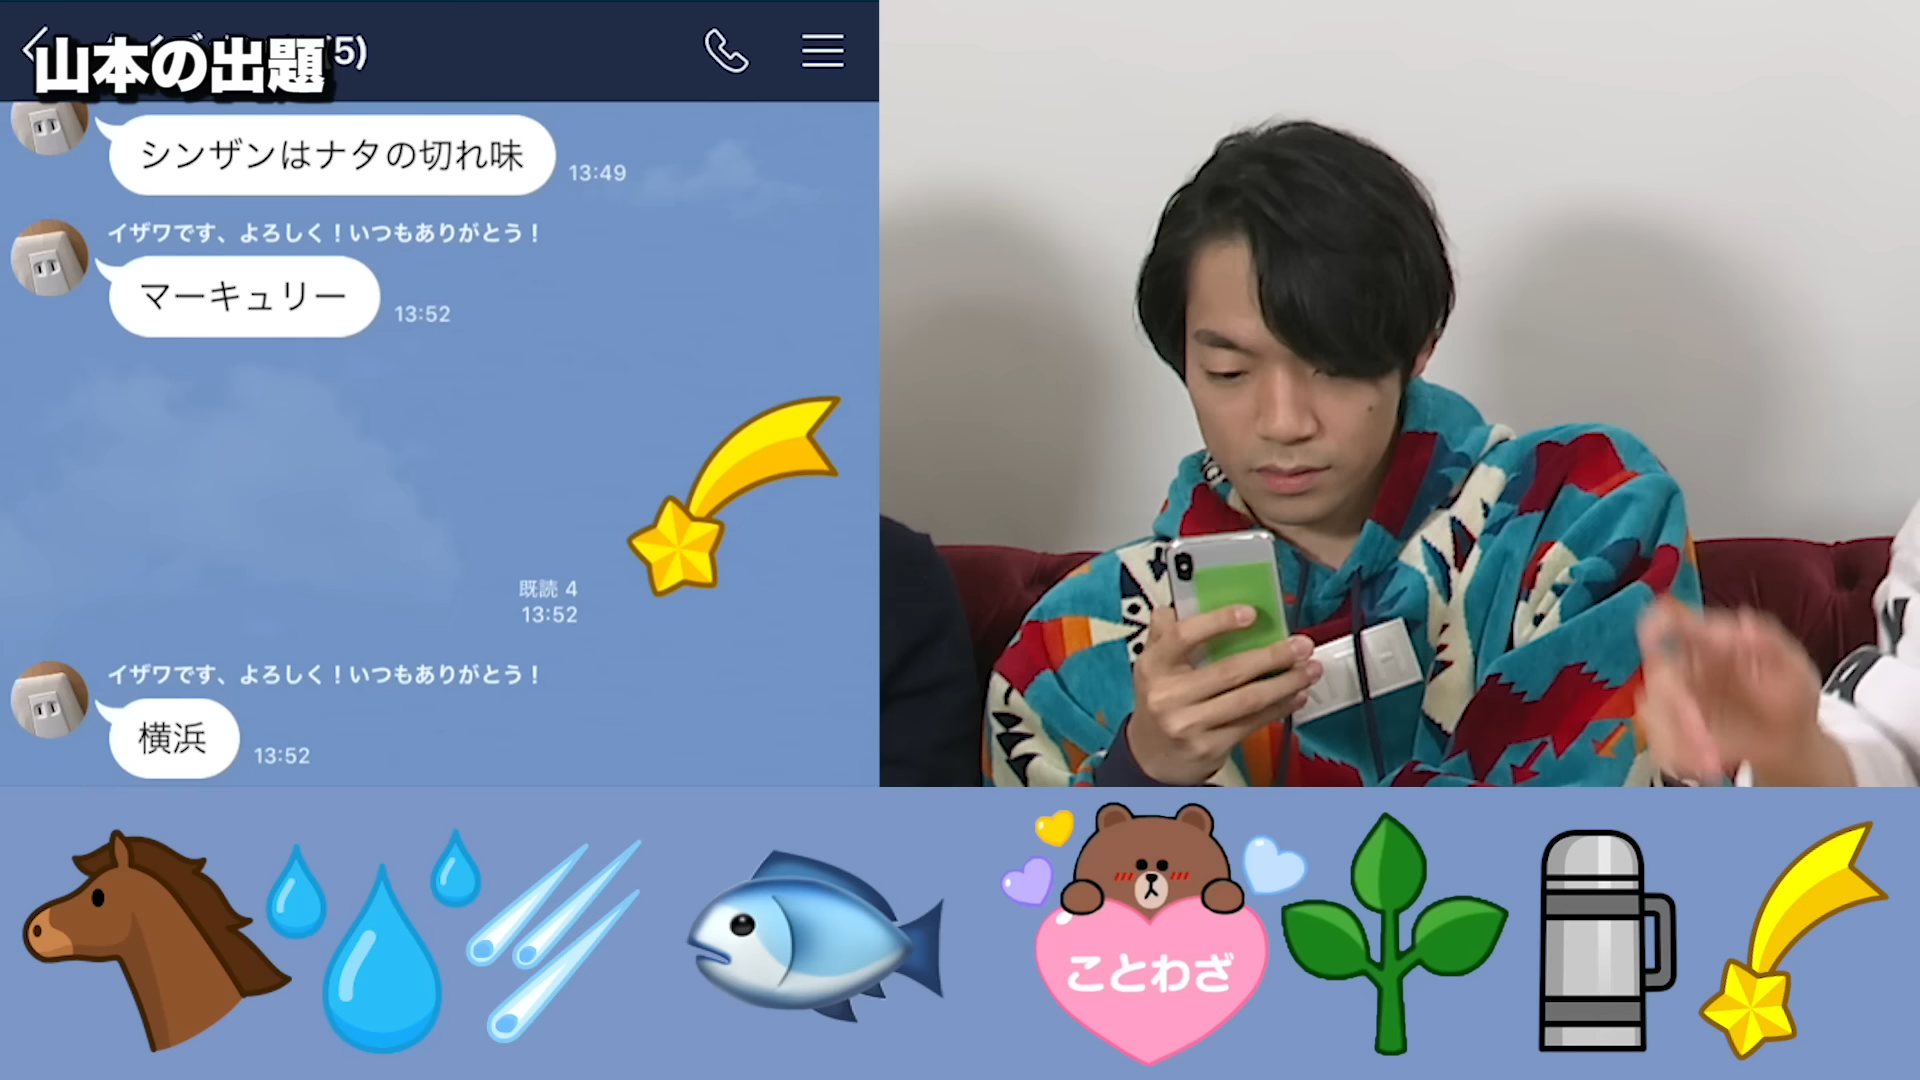 山本の出題
5)
シンザンはナタの切れ味
13:49
イザワです、よろしく！いつもありがとう！
マーキュリー
13:52
既読 4
13:52
イザワです、よろしく！いつもありがとう！
横浜
13:52
ことわざ